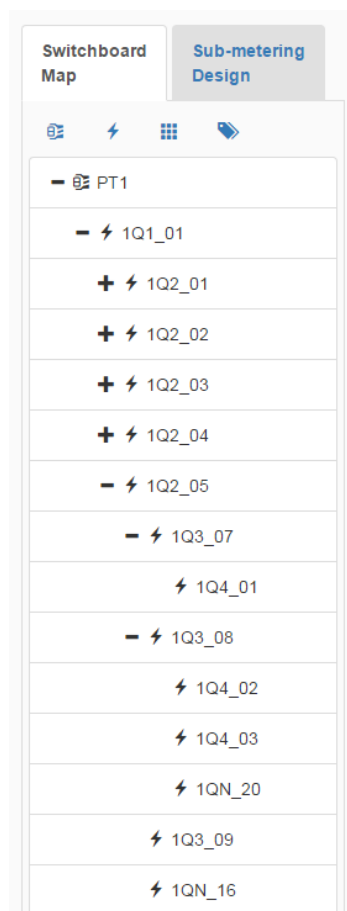 Switchboard
Map
Sub-metering
Design
PT1
1Q1_01
1Q2_01
1Q2_02
1Q2_03
1Q2_04
1Q2_05
1Q3_07
1Q4_01
1Q3_08
1Q4_02
1Q4_03
1QN_20
1Q3_09
1QN_16